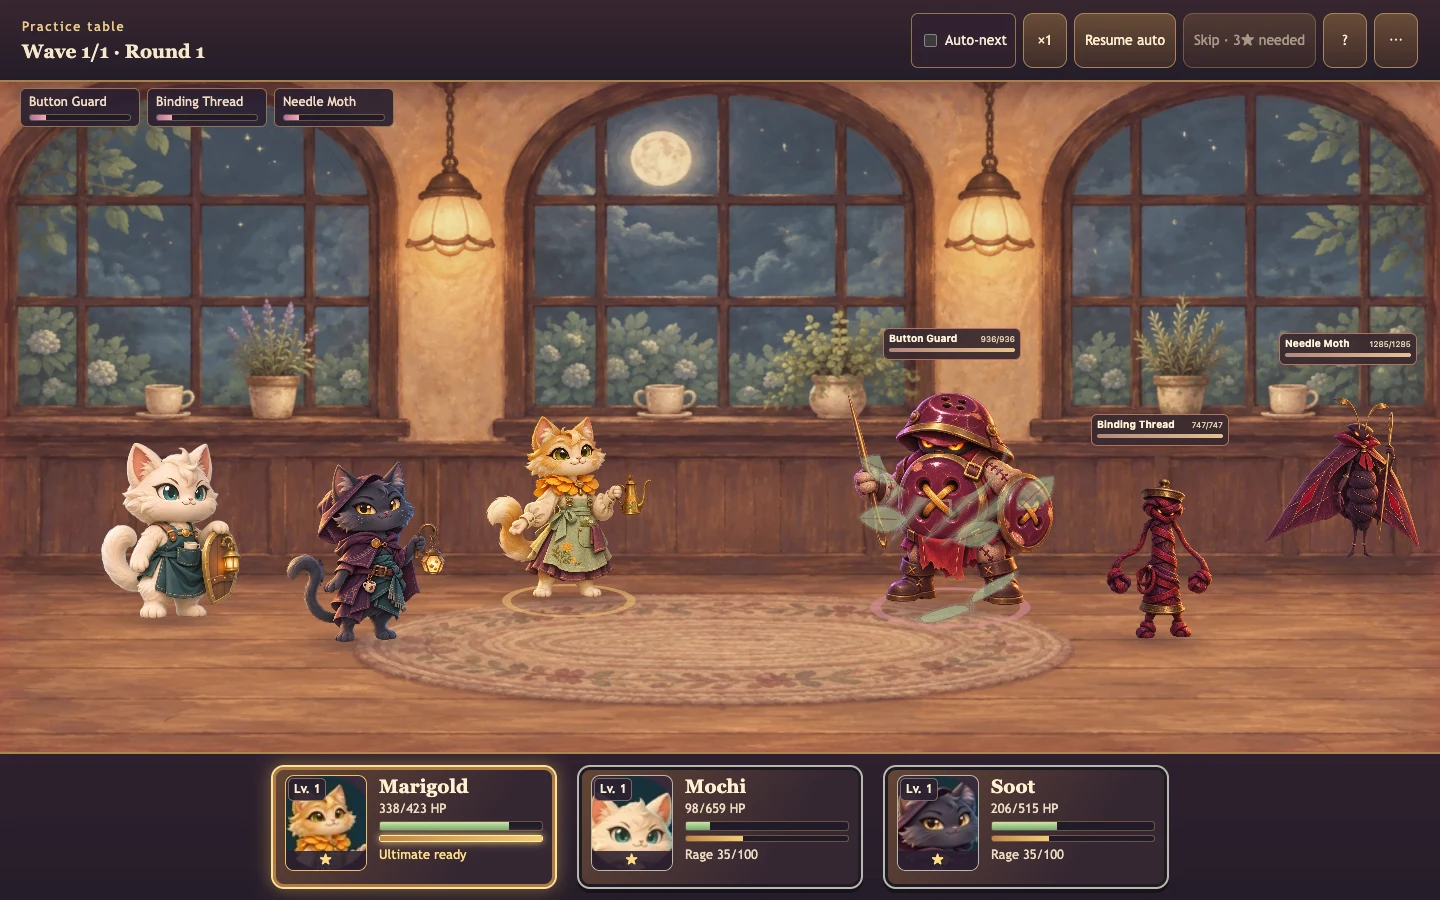 Practice table
Wave 1/1 · Round 1
Auto-next
×1
Resume auto
Skip · 3★ needed
?
···
Button Guard
Binding Thread
Needle Moth
Button Guard 936/936
Needle Moth 1285/1285
Binding Thread 747/747
Lv. 1
Marigold
338/423 HP
Ultimate ready
Lv. 1
Mochi
98/659 HP
Rage 35/100
Lv. 1
Soot
206/515 HP
Rage 35/100